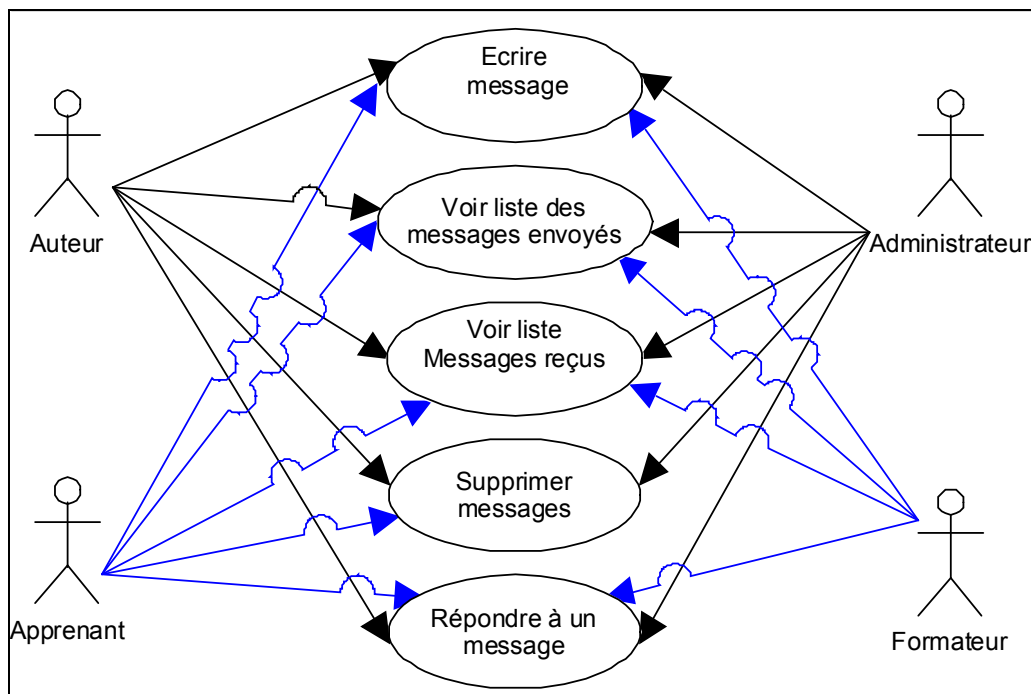 Ecrire
message
Auteur
Voir liste des
messages envoyés
Administrateur
Voir liste
Messages reçus
Supprimer
messages
Apprenant
Répondre à un
message
Formateur